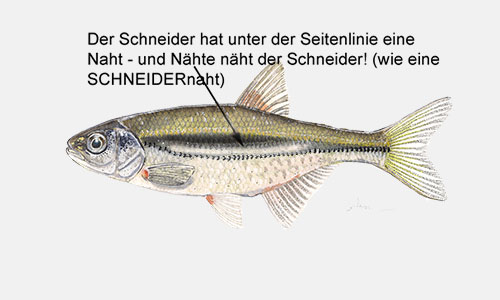 Der Schneider hat unter der Seitenlinie eine
Naht - und Nähte näht der Schneider! (wie eine
SCHNEIDERnaht)